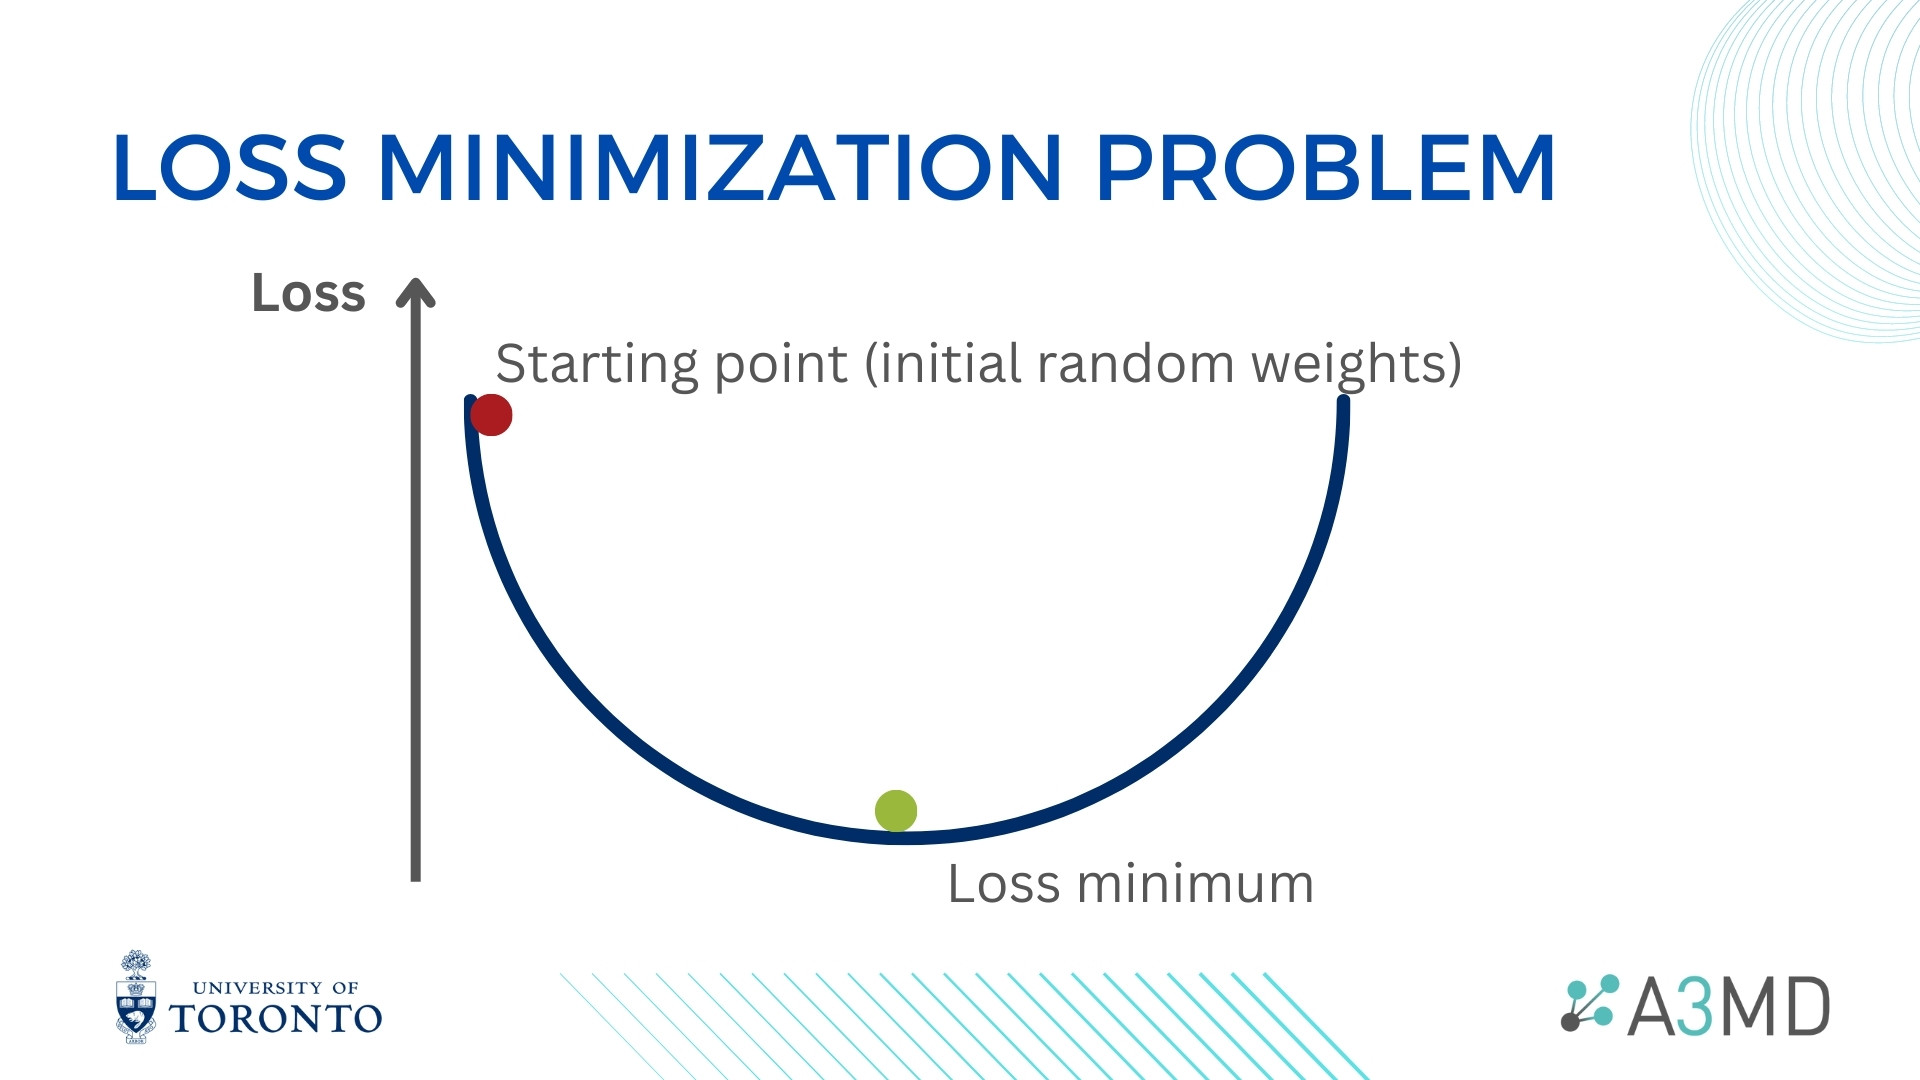 LOSS MINIMIZATION PROBLEM
Loss
Starting point (initial random weights)
Loss minimum
UNIVERSITY OF
TORONTO
A3MD